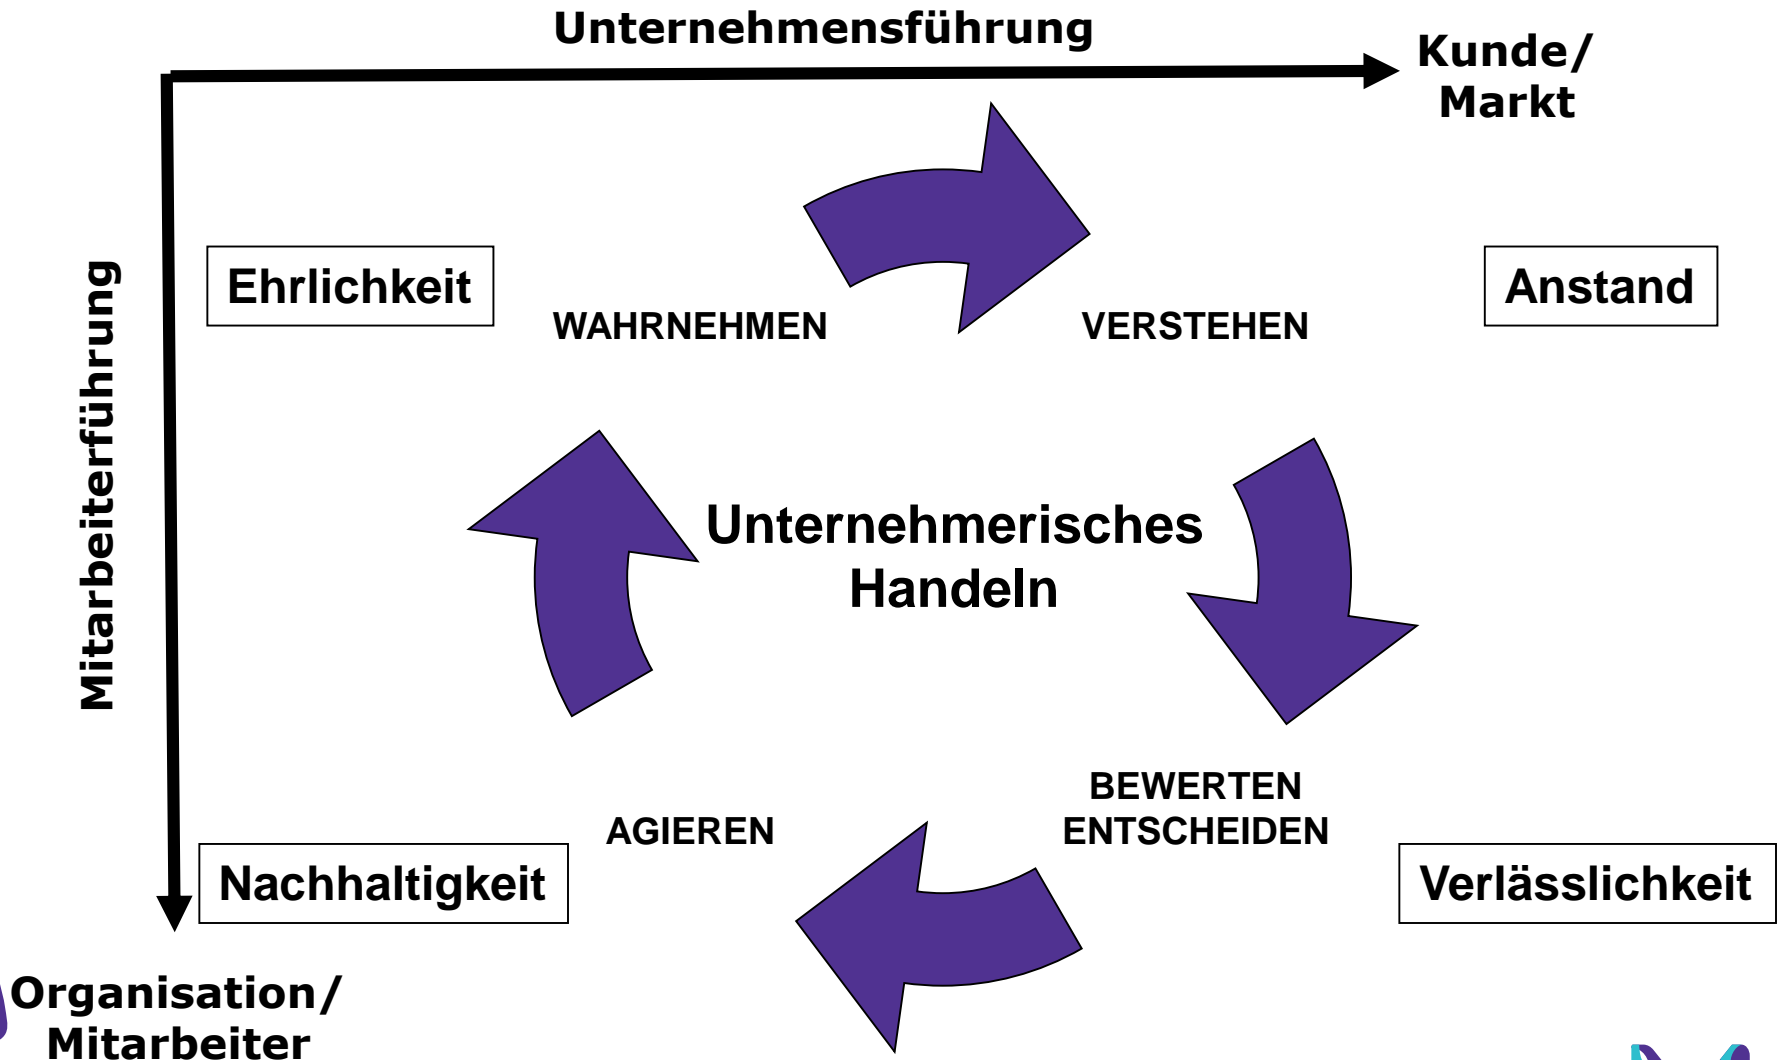 Unternehmensführung
Kunde/
Markt
Mitarbeiterführung
Ehrlichkeit
Anstand
WAHRNEHMEN
VERSTEHEN
Unternehmerisches
Handeln
BEWERTEN
ENTSCHEIDEN
AGIEREN
Nachhaltigkeit
Verlässlichkeit
Organisation/
Mitarbeiter